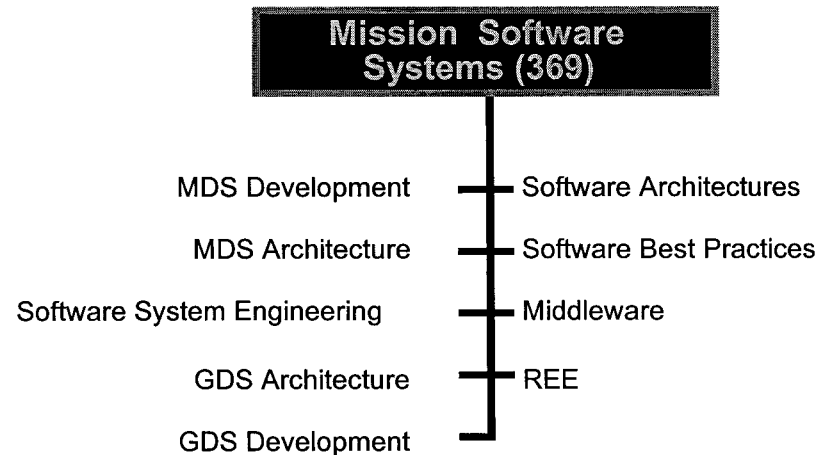 Mission Software
Systems (369)
MDS Development
Software Architectures
MDS Architecture
Software Best Practices
Software System Engineering
Middleware
GDS Architecture
REE
GDS Development